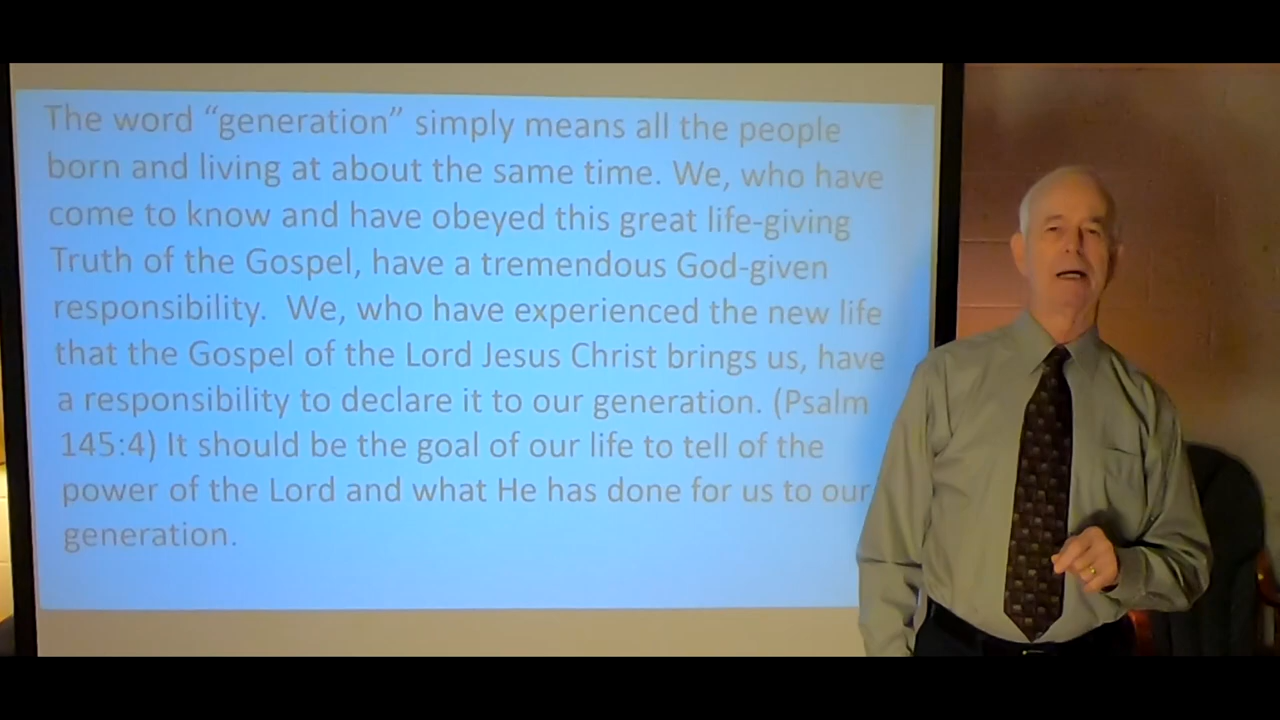 The word “generation” simply means all the people
born and living at about the same time. We, who have
come to know and have obeyed this great life-giving
Truth of the Gospel, have a tremendous God-given
responsibility.  We, who have experienced the new life
that the Gospel of the Lord Jesus Christ brings us, have
a responsibility to declare it to our generation. (Psalm
145:4) It should be the goal of our life to tell of the
power of the Lord and what He has done for us to our
generation.